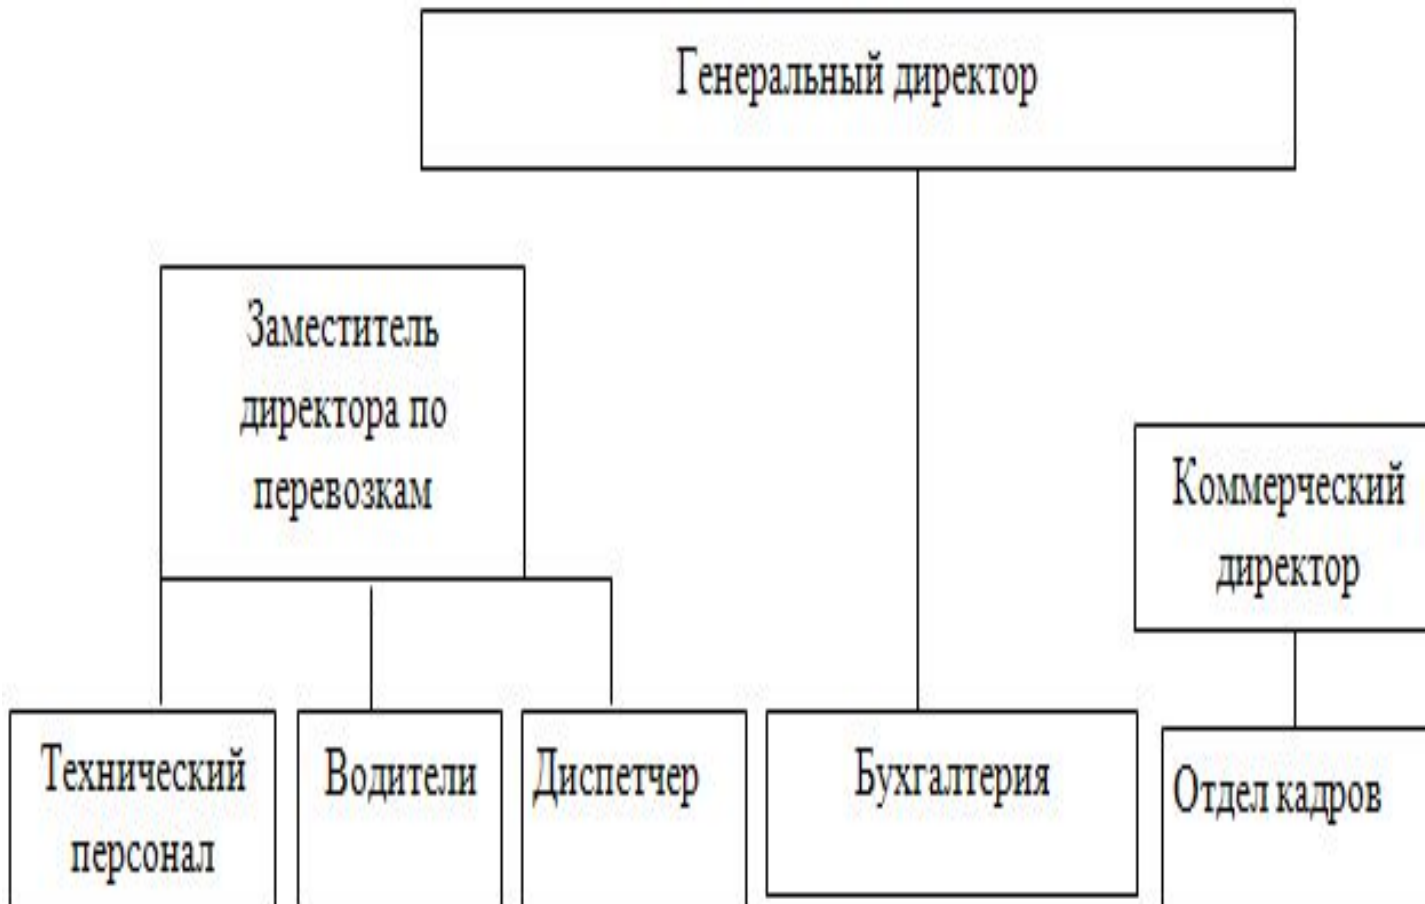 Генеральный директор
Заместитель
директора по
перевозкам
Коммерческий
директор
Технический
персонал
Водители
Диспетчер
Бухгалтерия
Отдел кадров